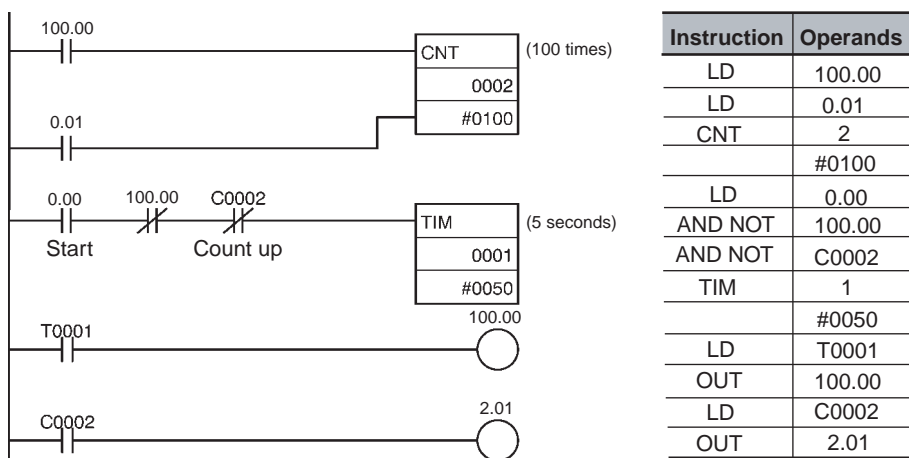 100.00
CNT
(100 times)
0002
#0100
0.01
0.00 100.00 C0002
TIM
(5 seconds)
Start Count up
0001
#0050
T0001
100.00
C0002
2.01
Instruction Operands
LD 100.00
LD 0.01
CNT 2
#0100
LD 0.00
AND NOT 100.00
AND NOT C0002
TIM 1
#0050
LD T0001
OUT 100.00
LD C0002
OUT 2.01